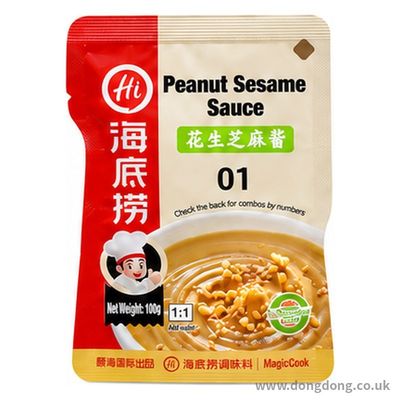 Hi
海底捞
Peanut Sesame
Sauce
花生芝麻酱
01
Check the back for combos by numbers
Net Weight: 100g
1:1
Add water
颐海国际出品
Hi
海底捞调味料
MagicCook
www.dongdong.co.uk